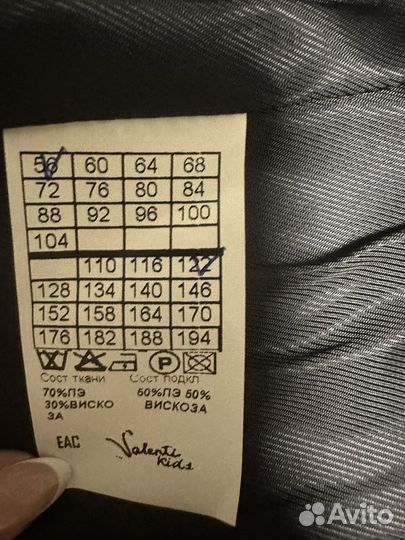 56 60 64 68
72 76 80 84
88 92 96 100
104
110 116 122
128 134 140 146
152 158 164 170
176 182 188 194
P
Сост ткани Сост подкл
70%ПЭ 50% 50%
30%ВИСКО ВИСКОЗА
ЗА
EAC Valenti
Kids
Avito